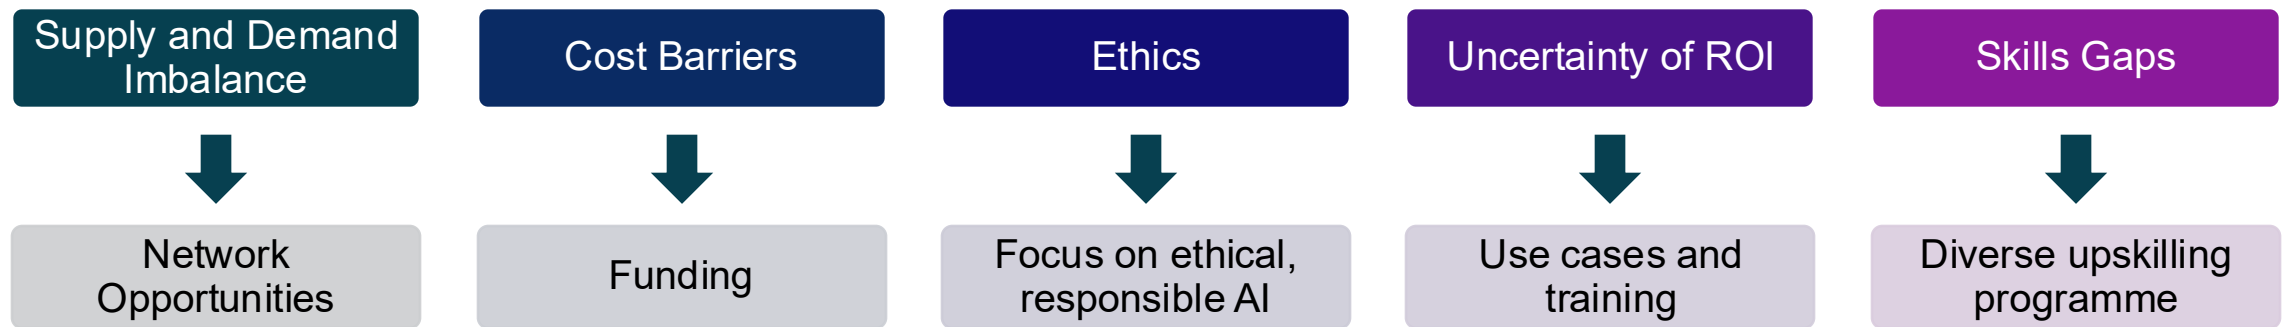 Supply and Demand
Imbalance
Cost Barriers
Ethics
Uncertainty of ROI
Skills Gaps
Network
Opportunities
Funding
Focus on ethical,
responsible AI
Use cases and
training
Diverse upskilling
programme